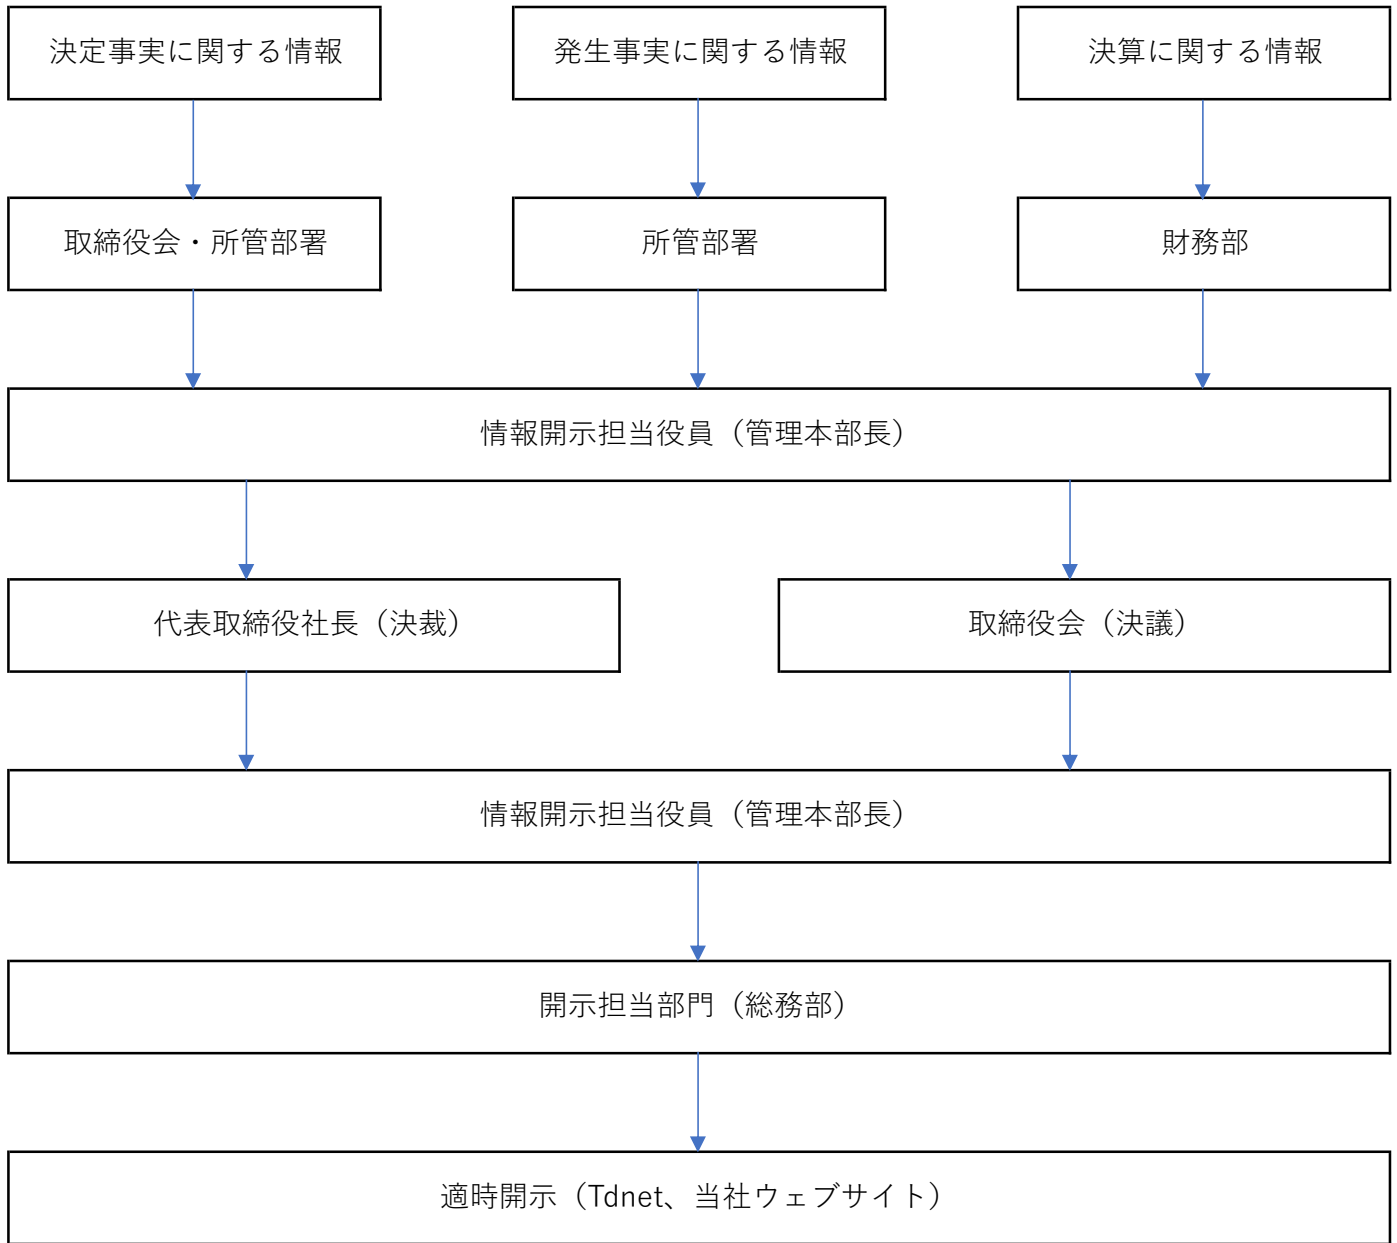 決定事実に関する情報
発生事実に関する情報
決算に関する情報
取締役会・所管部署
所管部署
財務部
情報開示担当役員（管理本部長）
代表取締役社長（決裁）
取締役会（決議）
情報開示担当役員（管理本部長）
開示担当部門（総務部）
適時開示（Tdnet、当社ウェブサイト）